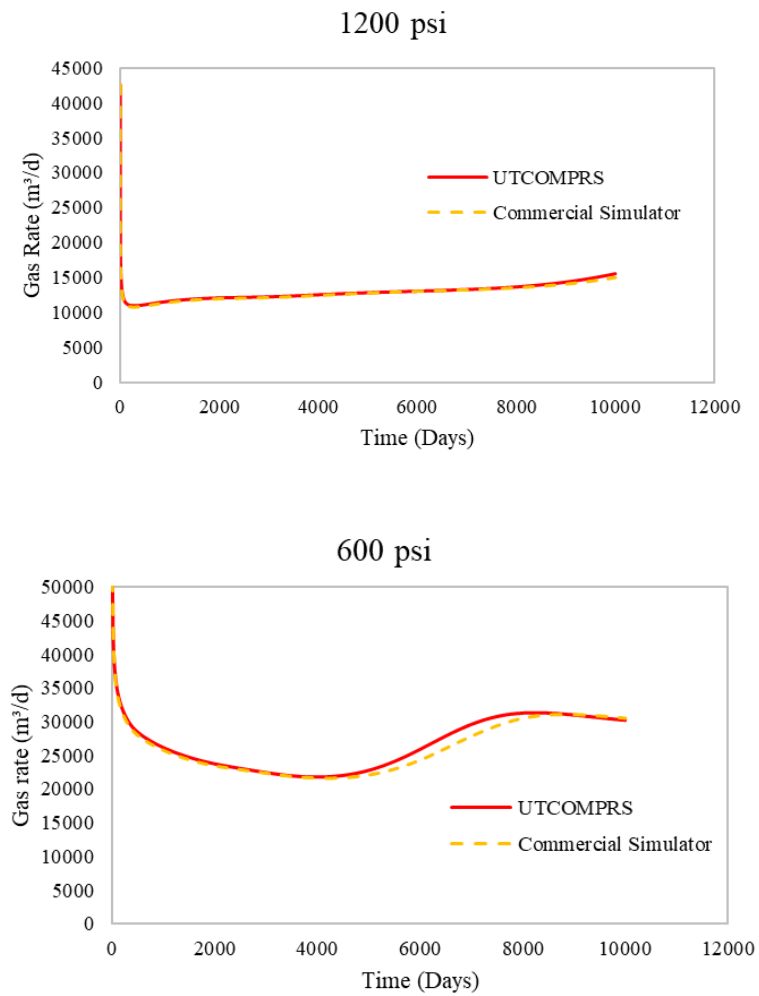 1200 psi
45000
40000
35000
30000
25000
20000
15000
10000
5000
0
Gas Rate (m³/d)
UTCOMPRS
Commercial Simulator
0 2000 4000 6000 8000 10000 12000
Time (Days)
600 psi
50000
45000
40000
35000
30000
25000
20000
15000
10000
5000
0
Gas rate (m³/d)
UTCOMPRS
Commercial Simulator
0 2000 4000 6000 8000 10000 12000
Time (Days)